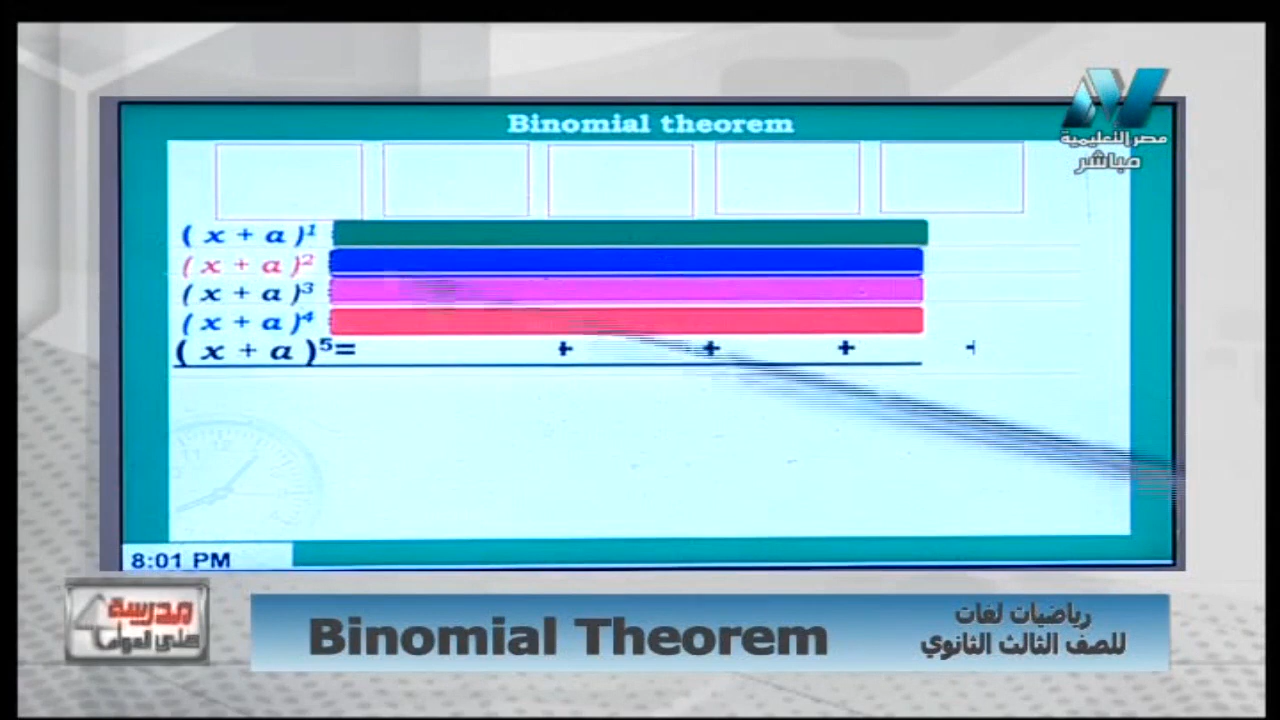 Binomial theorem
مصر التعليمية
مباشر
( x + a )1
( x + a )2
( x + a )3
( x + a )4
( x + a )5= + + +
8:01 PM
مدرسة
على الهواء
Binomial Theorem
رياضيات لغات
للصف الثالث الثانوي